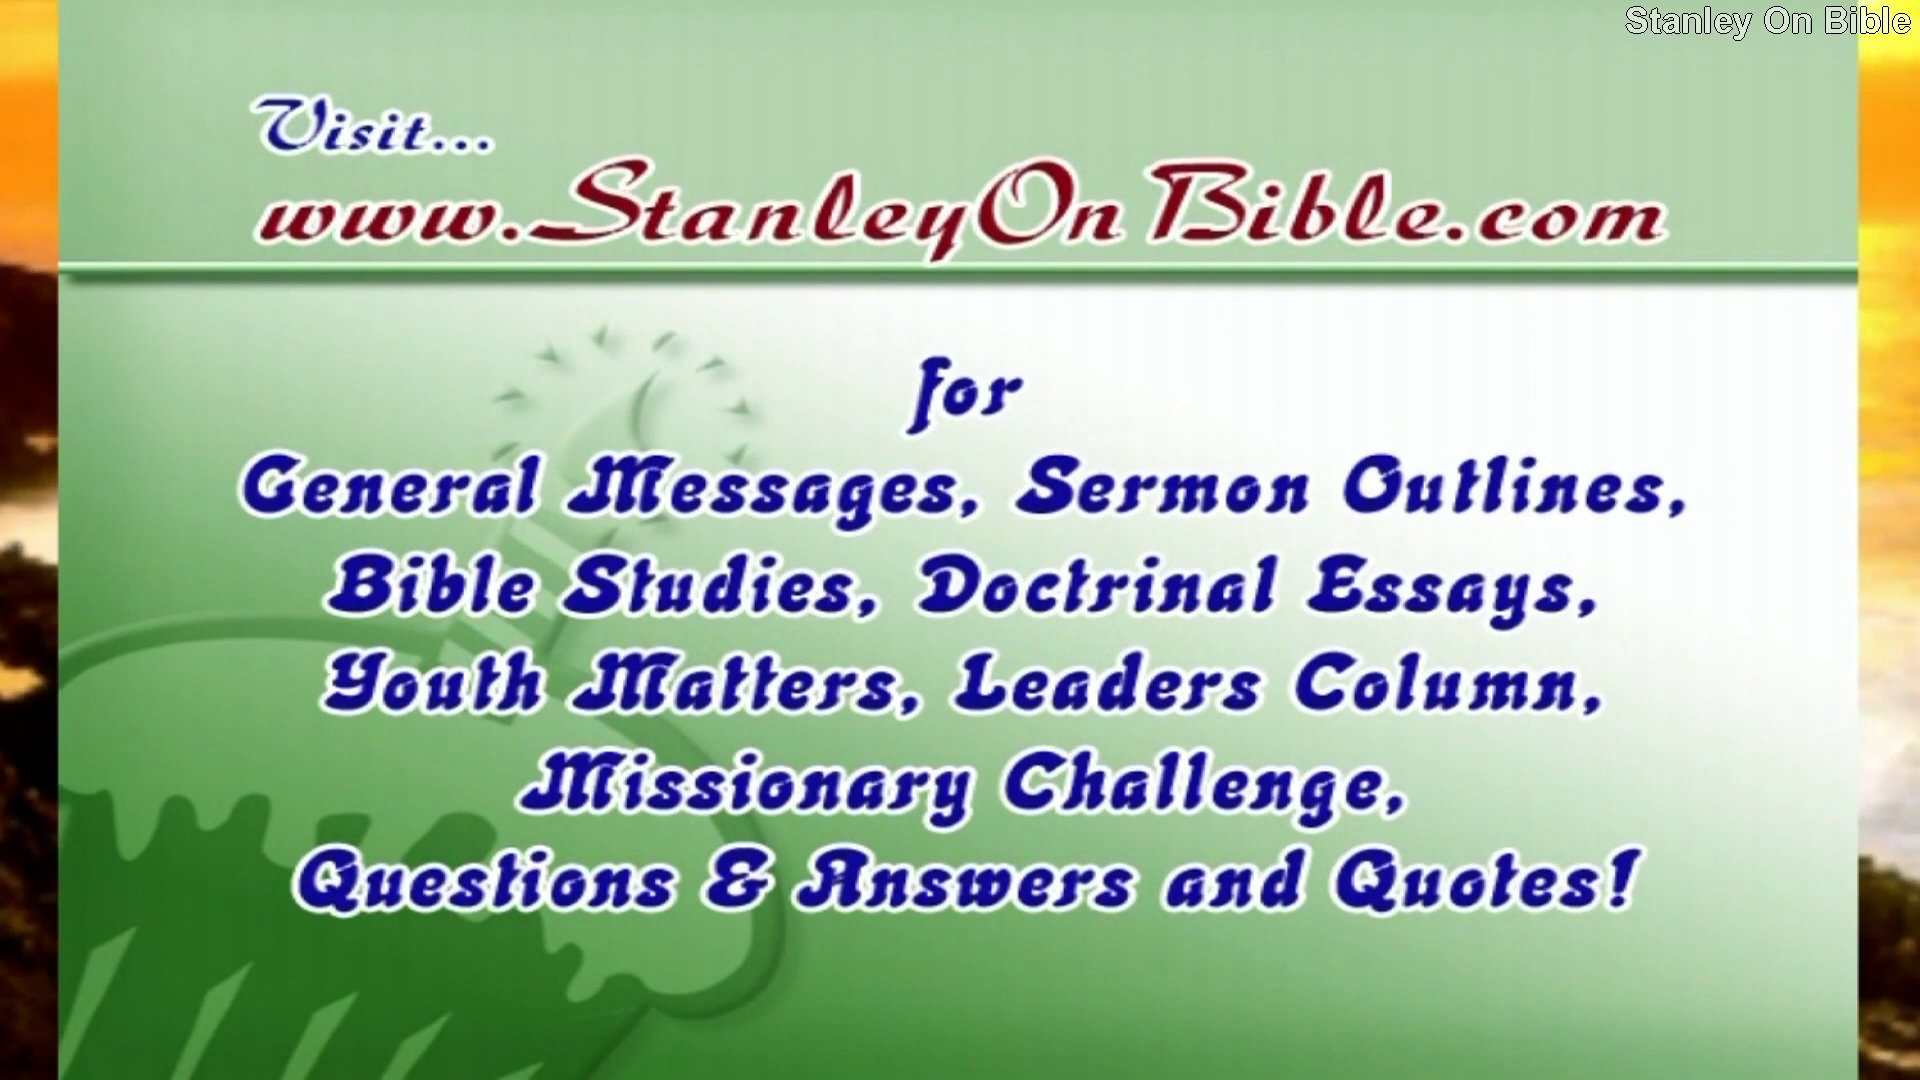 Stanley On Bible
Visit...
www.StanleyOnBible.com
for
General Messages, Sermon Outlines,
Bible Studies, Doctrinal Essays,
Youth Matters, Leaders Column,
Missionary Challenge,
Questions & Answers and Quotes!